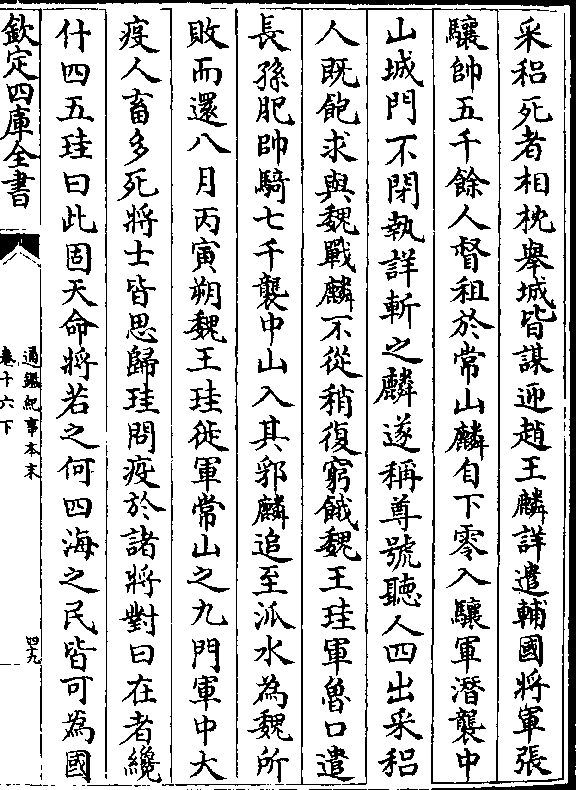 采稆死者相枕舉城皆謀迎趙王麟詳遣輔國將軍張
驤帥五千餘人督租於常山麟自下零入驤軍潛襲中
山城門不閉執詳斬之麟遂稱尊號聽人四出采稆
人既飽求與魏戰麟不從稍復窮餓魏王珪軍魯口遣
長孫肥帥騎七千襲中山入其郛麟追至泒水為魏所
敗而還八月丙寅朔魏王珪徙軍常山之九門軍中大
疫人畜多死將士皆思歸珪問疫於諸將對曰在者纔
什四五珪曰此固天命將若之何四海之民皆可為國
欽定四庫全書
通鑑紀事本末
卷十六下
四九